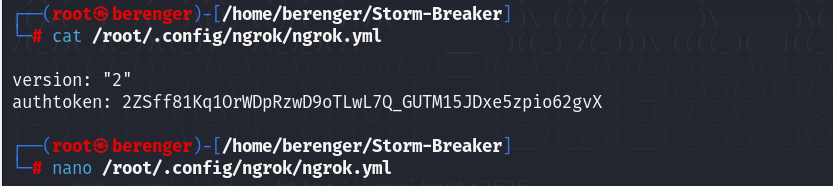 ┌──(root㉿berenger)-[/home/berenger/Storm-Breaker]
└─# cat /root/.config/ngrok/ngrok.yml
version: "2"
authtoken: 2ZSff81Kq1OrWDpRzwD9oTLwL7Q_GUTM15JDxe5zpio62gvX
┌──(root㉿berenger)-[/home/berenger/Storm-Breaker]
└─# nano /root/.config/ngrok/ngrok.yml